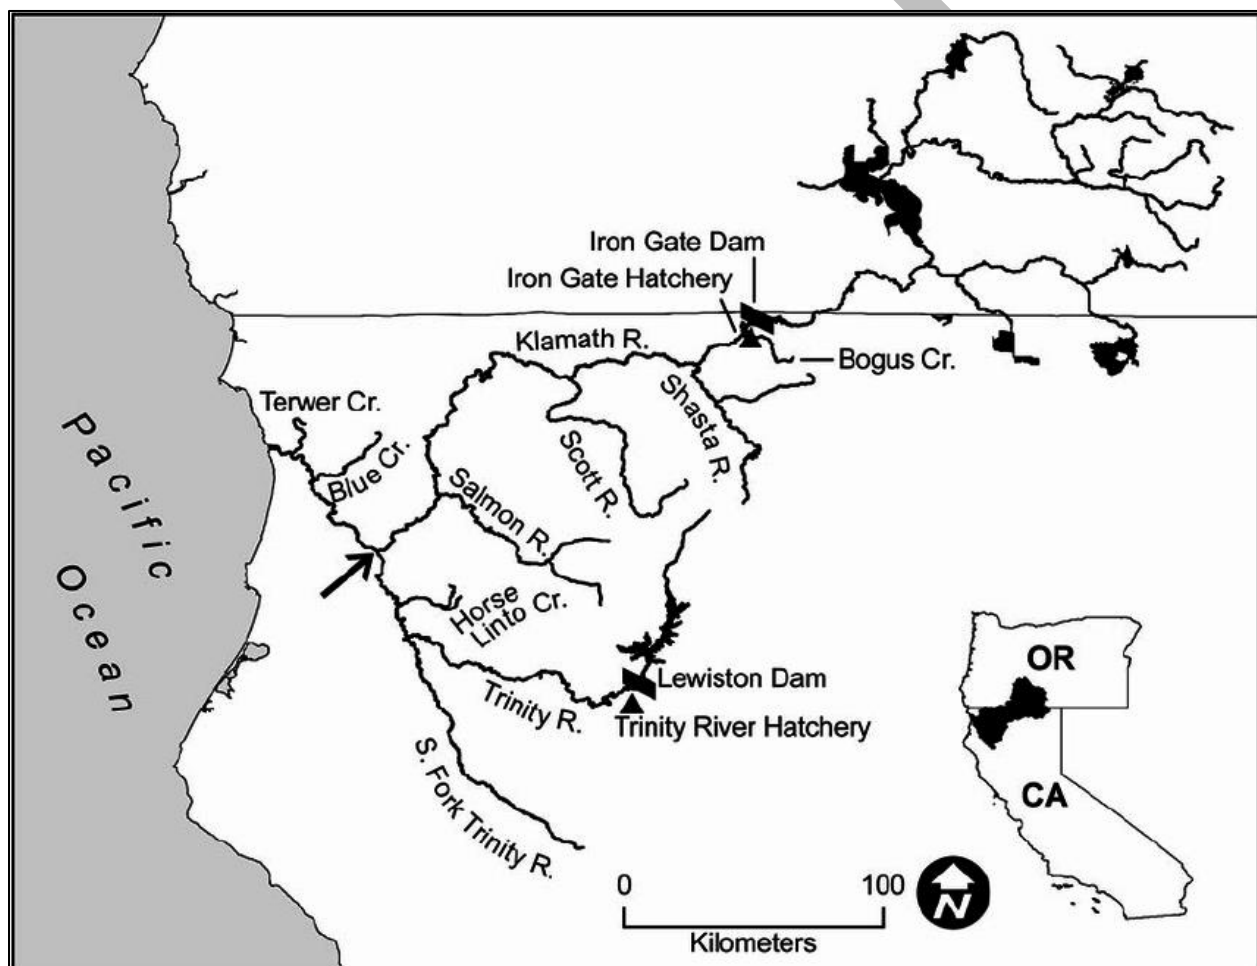 Iron Gate Dam
Iron Gate Hatchery
Klamath R.
Bogus Cr.
Shasta R.
Terwer Cr.
Blue Cr.
Scott R.
Salmon R.
Pacific
Ocean
Horse
Linto Cr.
Lewiston Dam
Trinity R.
Trinity River Hatchery
S. Fork Trinity R.
OR
CA
0 100
Kilometers
N